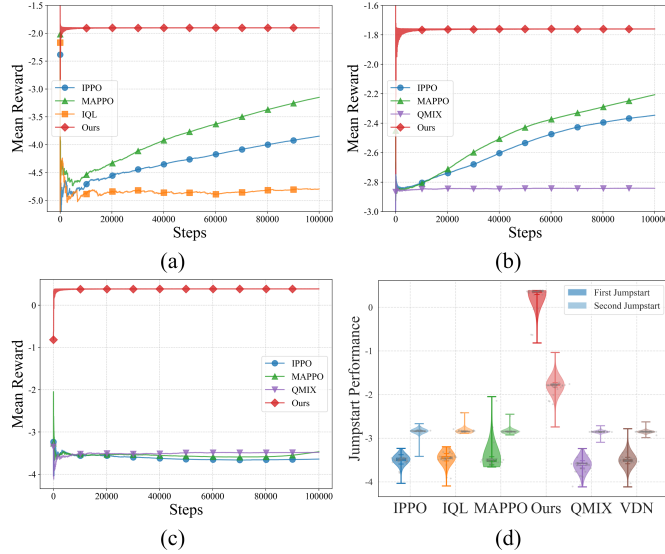 -1.5
-2.0
-2.5
-3.0
-3.5
-4.0
-4.5
-5.0
Mean Reward
IPPO
MAPPO
IQL
Ours
0 20000 40000 60000 80000 100000
Steps
(a)
-1.6
-1.8
-2.0
-2.2
-2.4
-2.6
-2.8
-3.0
Mean Reward
IPPO
MAPPO
QMIX
Ours
0 20000 40000 60000 80000 100000
Steps
(b)
0
-1
-2
-3
-4
Mean Reward
IPPO
MAPPO
QMIX
Ours
0 20000 40000 60000 80000 100000
Steps
(c)
0
-1
-2
-3
-4
Jumpstart Performance
First Jumpstart
Second Jumpstart
IPPO IQL MAPPO Ours QMIX VDN
(d)